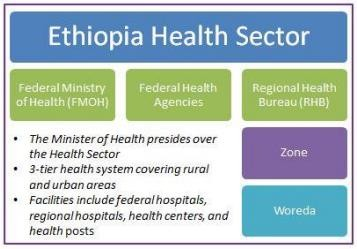 Ethiopia Health Sector
Federal Ministry
of Health (FMOH)
Federal Health
Agencies
Regional Health
Bureau (RHB)
• The Minister of Health presides over
the Health Sector
• 3-tier health system covering rural
and urban areas
• Facilities include federal hospitals,
regional hospitals, health centers, and
health posts
Zone
Woreda